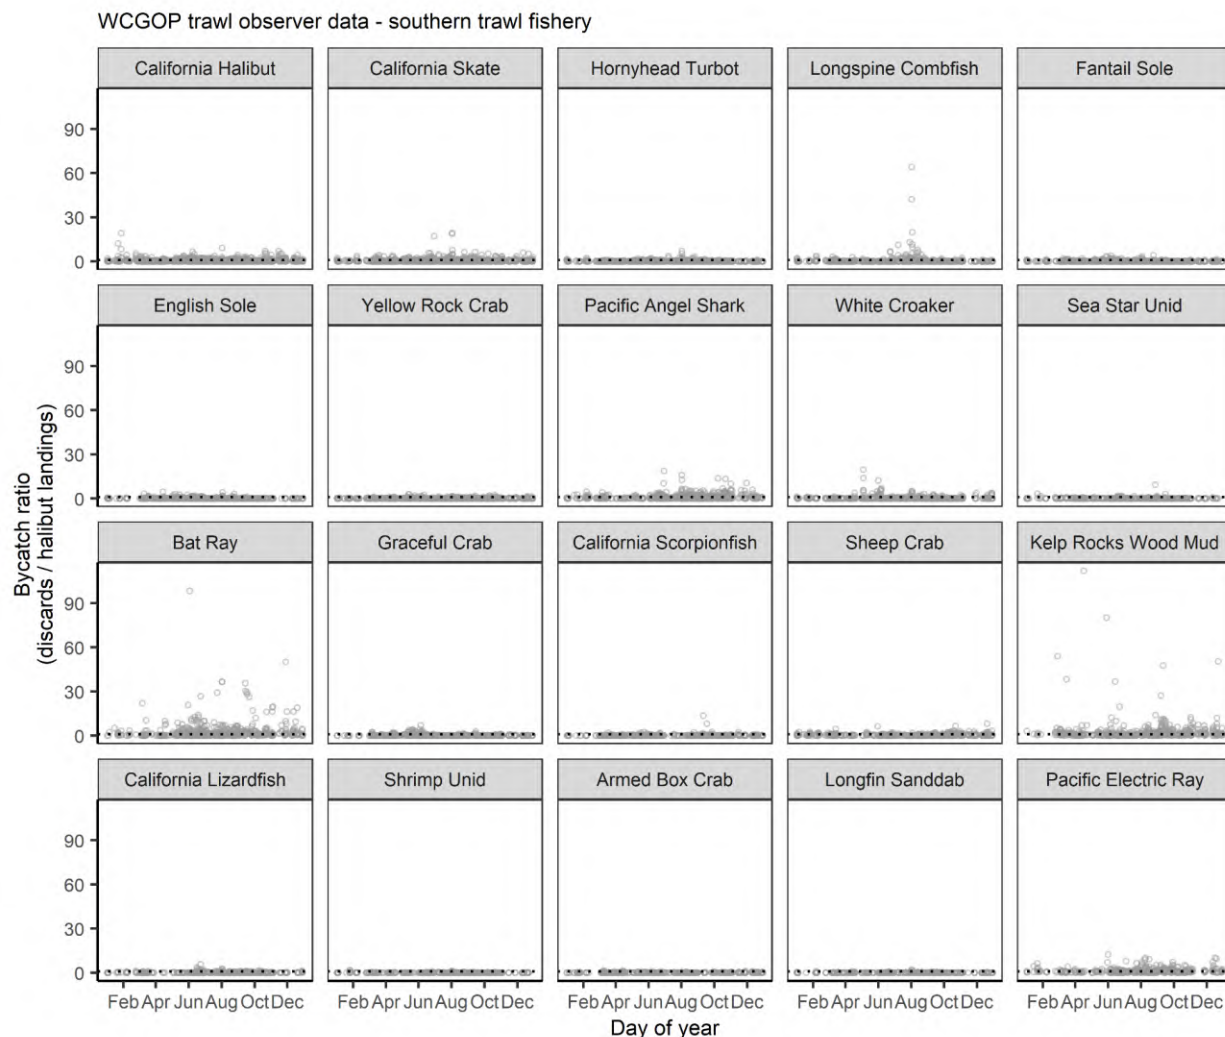 WCGOP trawl observer data - southern trawl fishery
California Halibut
California Skate
Hornyhead Turbot
Longspine Combfish
Fantail Sole
90
60
30
0
English Sole
Yellow Rock Crab
Pacific Angel Shark
White Croaker
Sea Star Unid
90
60
30
0
Bat Ray
Graceful Crab
California Scorpionfish
Sheep Crab
Kelp Rocks Wood Mud
90
60
30
0
California Lizardfish
Shrimp Unid
Armed Box Crab
Longfin Sanddab
Pacific Electric Ray
90
60
30
0
Bycatch ratio
(discards / halibut landings)
Feb Apr Jun Aug Oct Dec
Feb Apr Jun Aug Oct Dec
Feb Apr Jun Aug Oct Dec
Feb Apr Jun Aug Oct Dec
Feb Apr Jun Aug Oct Dec
Day of year